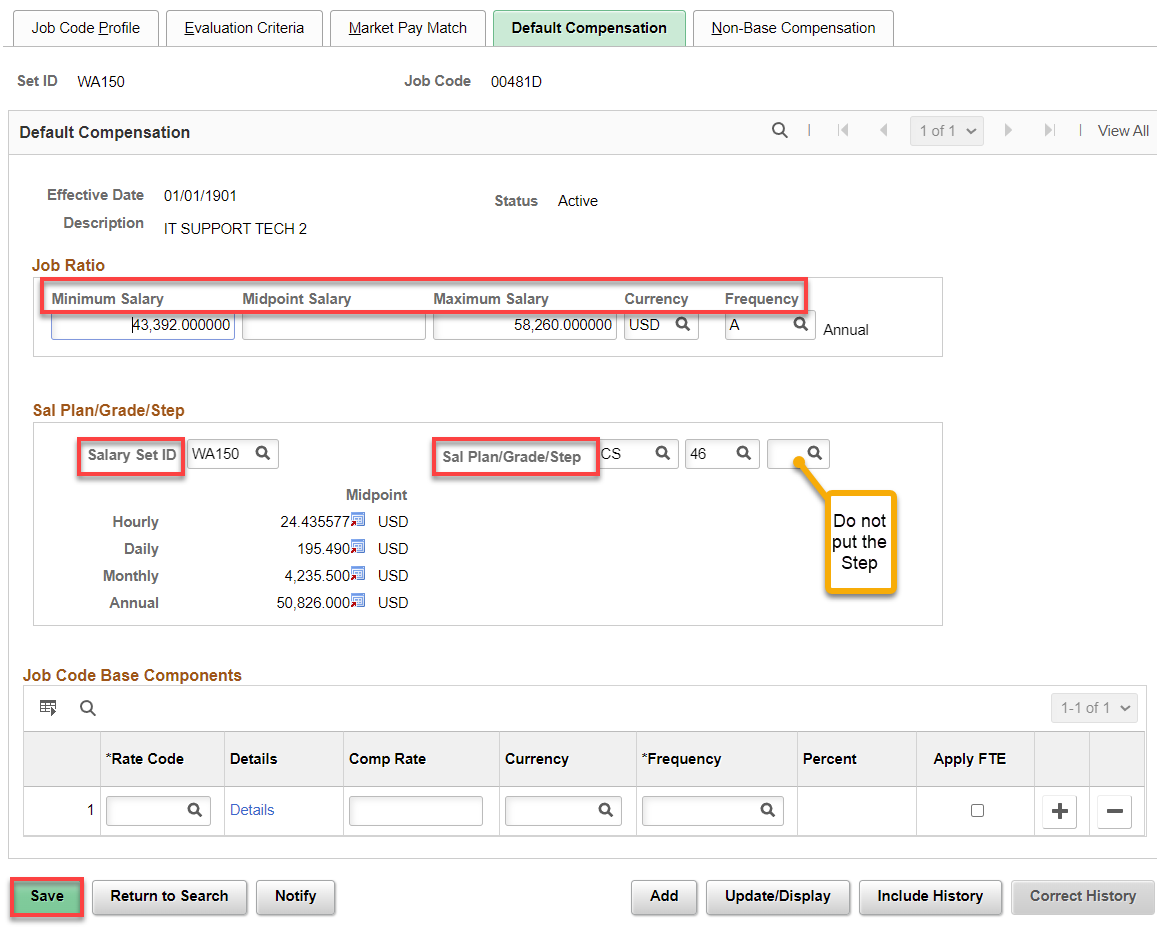 Job Code Profile Evaluation Criteria Market Pay Match Default Compensation Non-Base Compensation
Set ID WA150 Job Code 00481D
Default Compensation 1 of 1 View All
Effective Date 01/01/1901 Status Active
Description IT SUPPORT TECH 2
Job Ratio
Minimum Salary Midpoint Salary Maximum Salary Currency Frequency
43,392.000000 58,260.000000 USD A Annual
Sal Plan/Grade/Step
Salary Set ID WA150 Sal Plan/Grade/Step CS 46
Midpoint
Hourly 24.435577 USD
Daily 195.490 USD
Monthly 4,235.500 USD
Annual 50,826.000 USD
Do not
put the
Step
Job Code Base Components
1-1 of 1
*Rate Code Details Comp Rate Currency *Frequency Percent Apply FTE
1 Details
Save Return to Search Notify Add Update/Display Include History Correct History